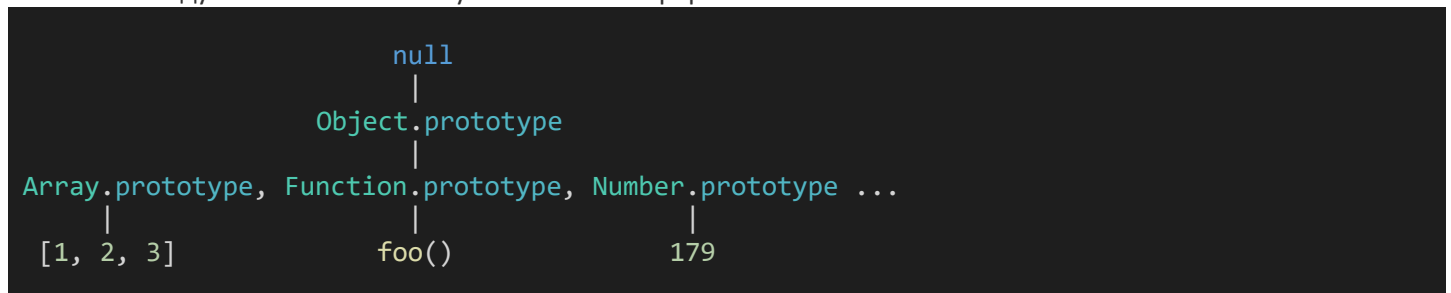 null
|
Object.prototype
|
Array.prototype, Function.prototype, Number.prototype ...
| | |
[1, 2, 3] foo() 179